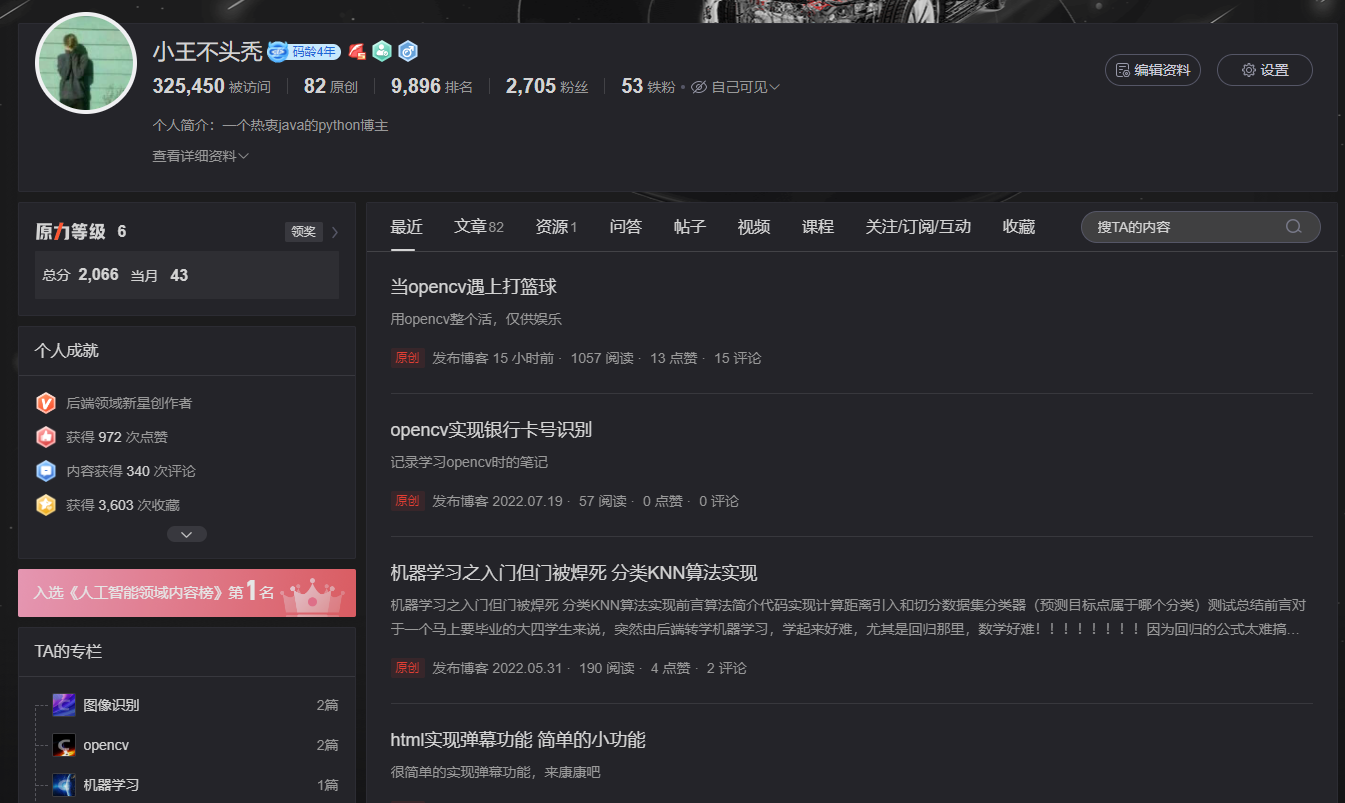 小王不头秃 码龄4年
325,450 被访问 82 原创 9,896 排名 2,705 粉丝 53 铁粉 · 自己可见
编辑资料 设置
个人简介：一个热衷java的python博主
查看详细资料
原力等级 6 领奖
总分 2,066 当月 43
个人成就
后端领域新星创作者
获得 972 次点赞
内容获得 340 次评论
获得 3,603 次收藏
入选《人工智能领域内容榜》第1名
TA的专栏
图像识别 2篇
opencv 2篇
机器学习 1篇
最近 文章82 资源1 问答 帖子 视频 课程 关注/订阅/互动 收藏 搜TA的内容
当opencv遇上打篮球
用opencv整个活，仅供娱乐
原创 发布博客 15 小时前 · 1057 阅读 · 13 点赞 · 15 评论
opencv实现银行卡号识别
记录学习opencv时的笔记
原创 发布博客 2022.07.19 · 57 阅读 · 0 点赞 · 0 评论
机器学习之入门但门被焊死 分类KNN算法实现
机器学习之入门但门被焊死 分类KNN算法实现前言算法简介代码实现计算距离引入和切分数据集分类器（预测目标点属于哪个分类）测试总结前言对
于一个马上要毕业的大四学生来说，突然由后端转学机器学习，学起来好难，尤其是回归那里，数学好难！！！！！！！！因为回归的公式太难搞...
原创 发布博客 2022.05.31 · 190 阅读 · 4 点赞 · 2 评论
html实现弹幕功能 简单的小功能
很简单的实现弹幕功能，来康康吧